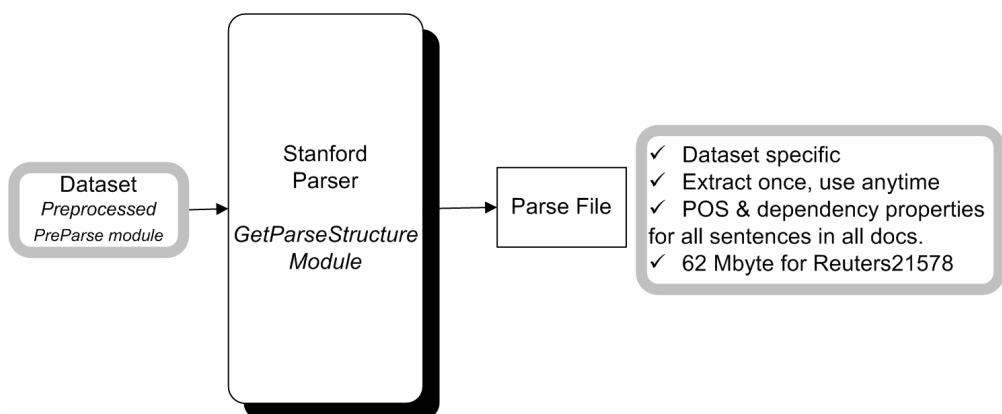 Dataset
Preprocessed
PreParse module
Stanford
Parser
GetParseStructure
Module
Parse File
✓ Dataset specific
✓ Extract once, use anytime
✓ POS & dependency properties
for all sentences in all docs.
✓ 62 Mbyte for Reuters21578